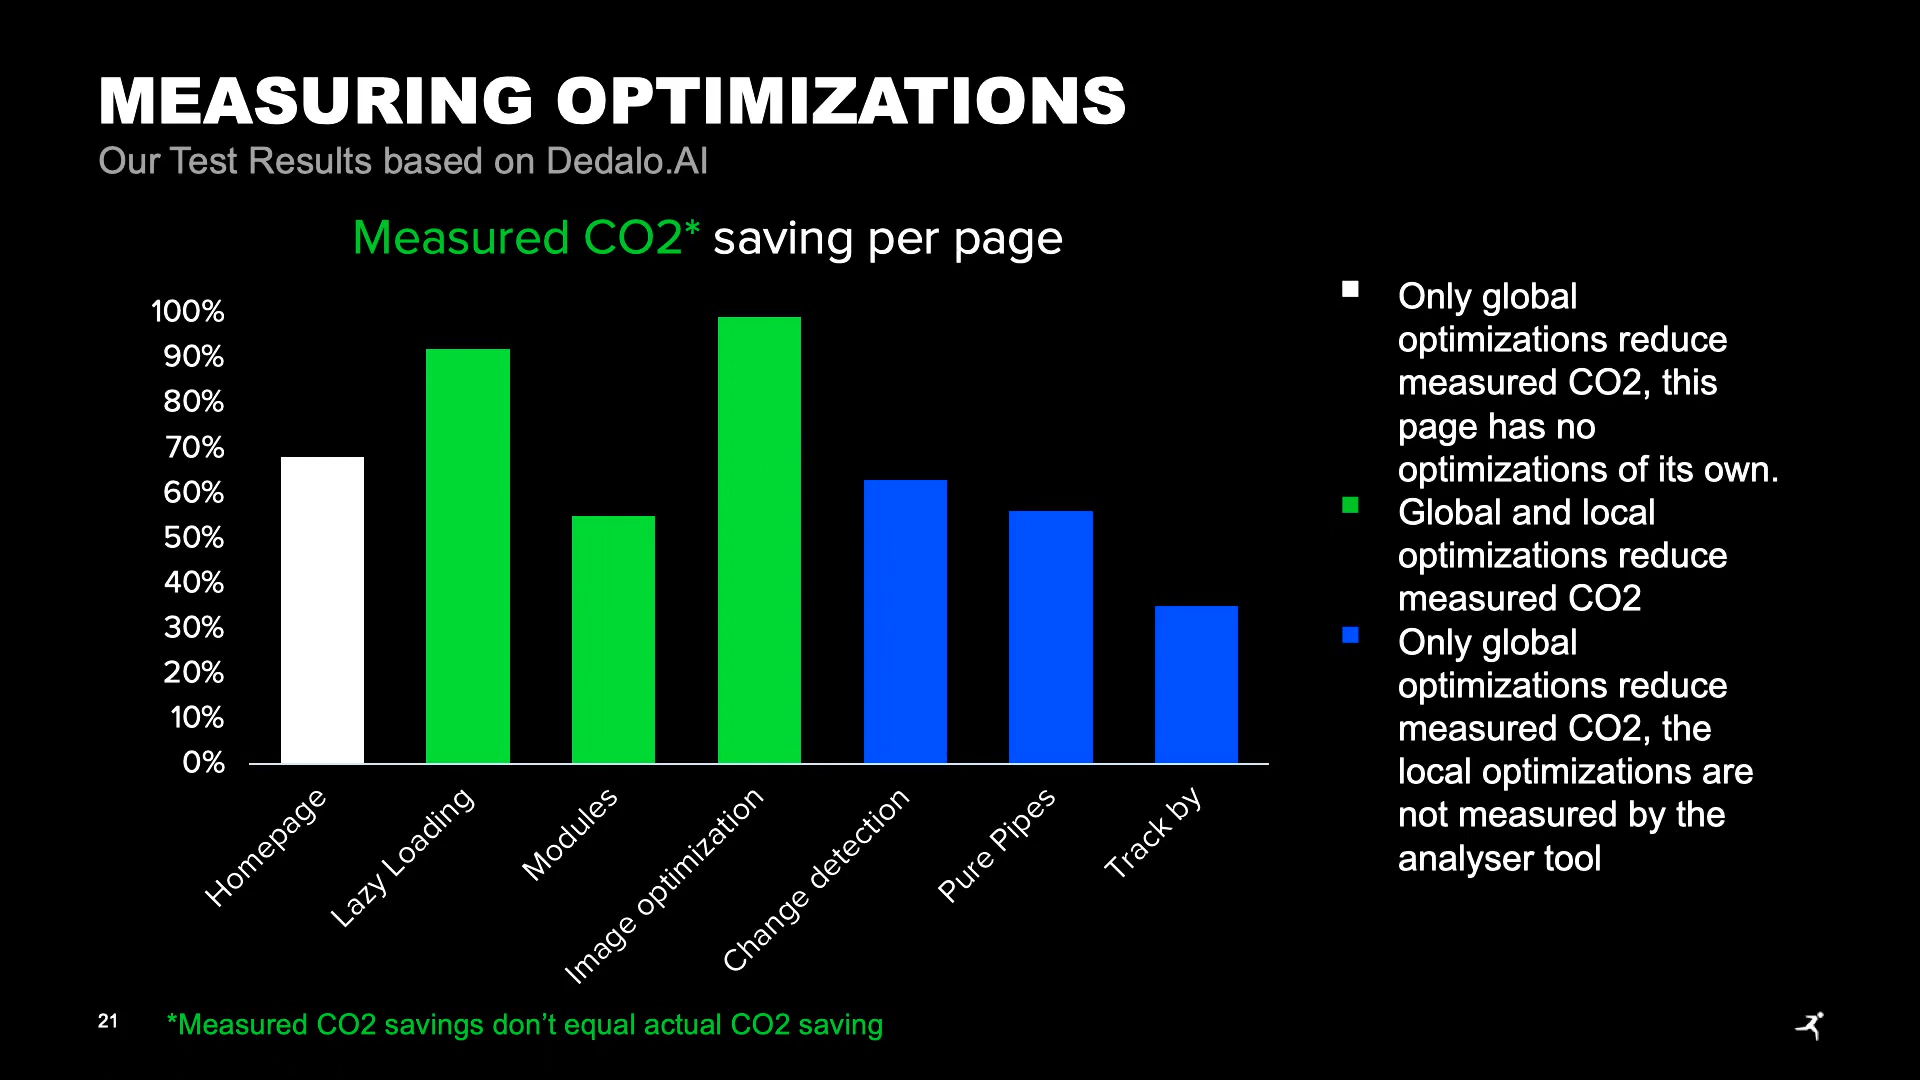 MEASURING OPTIMIZATIONS
Our Test Results based on Dedalo.AI
Measured CO2* saving per page
100%
90%
80%
70%
60%
50%
40%
30%
20%
10%
0%
Homepage
Lazy Loading
Modules
Image optimization
Change detection
Pure Pipes
Track by
Only global
optimizations reduce
measured CO2, this
page has no
optimizations of its own.
Global and local
optimizations reduce
measured CO2
Only global
optimizations reduce
measured CO2, the
local optimizations are
not measured by the
analyser tool
21
*Measured CO2 savings don’t equal actual CO2 saving